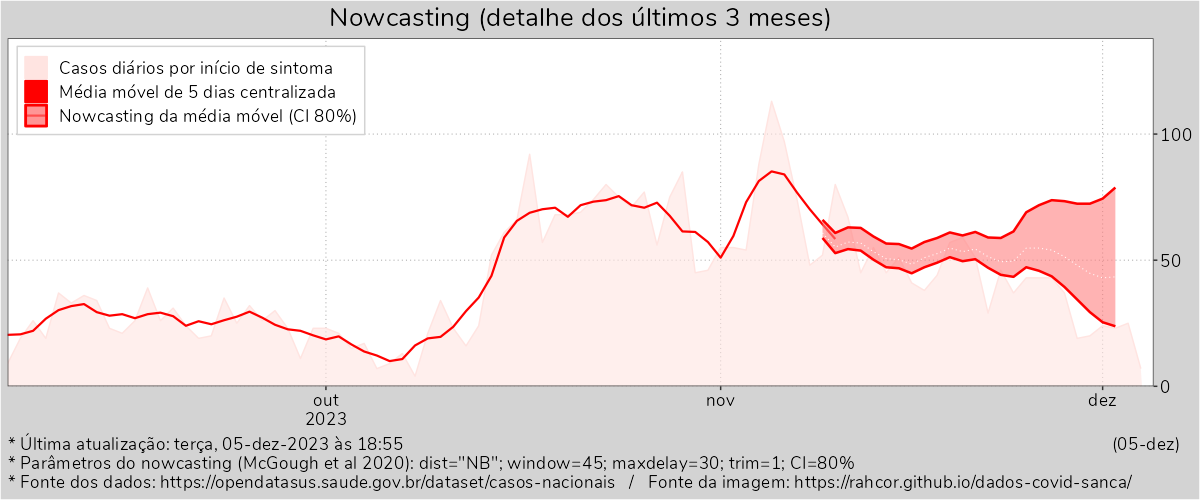 Nowcasting (detalhe dos últimos 3 meses)
Casos diários por início de sintoma
Média móvel de 5 dias centralizada
Nowcasting da média móvel (CI 80%)
100
50
0
out
nov
dez
2023
* Última atualização: terça, 05-dez-2023 às 18:55
(05-dez)
* Parâmetros do nowcasting (McGough et al 2020): dist="NB"; window=45; maxdelay=30; trim=1; CI=80%
* Fonte dos dados: https://opendatasus.saude.gov.br/dataset/casos-nacionais / Fonte da imagem: https://rahcor.github.io/dados-covid-sanca/